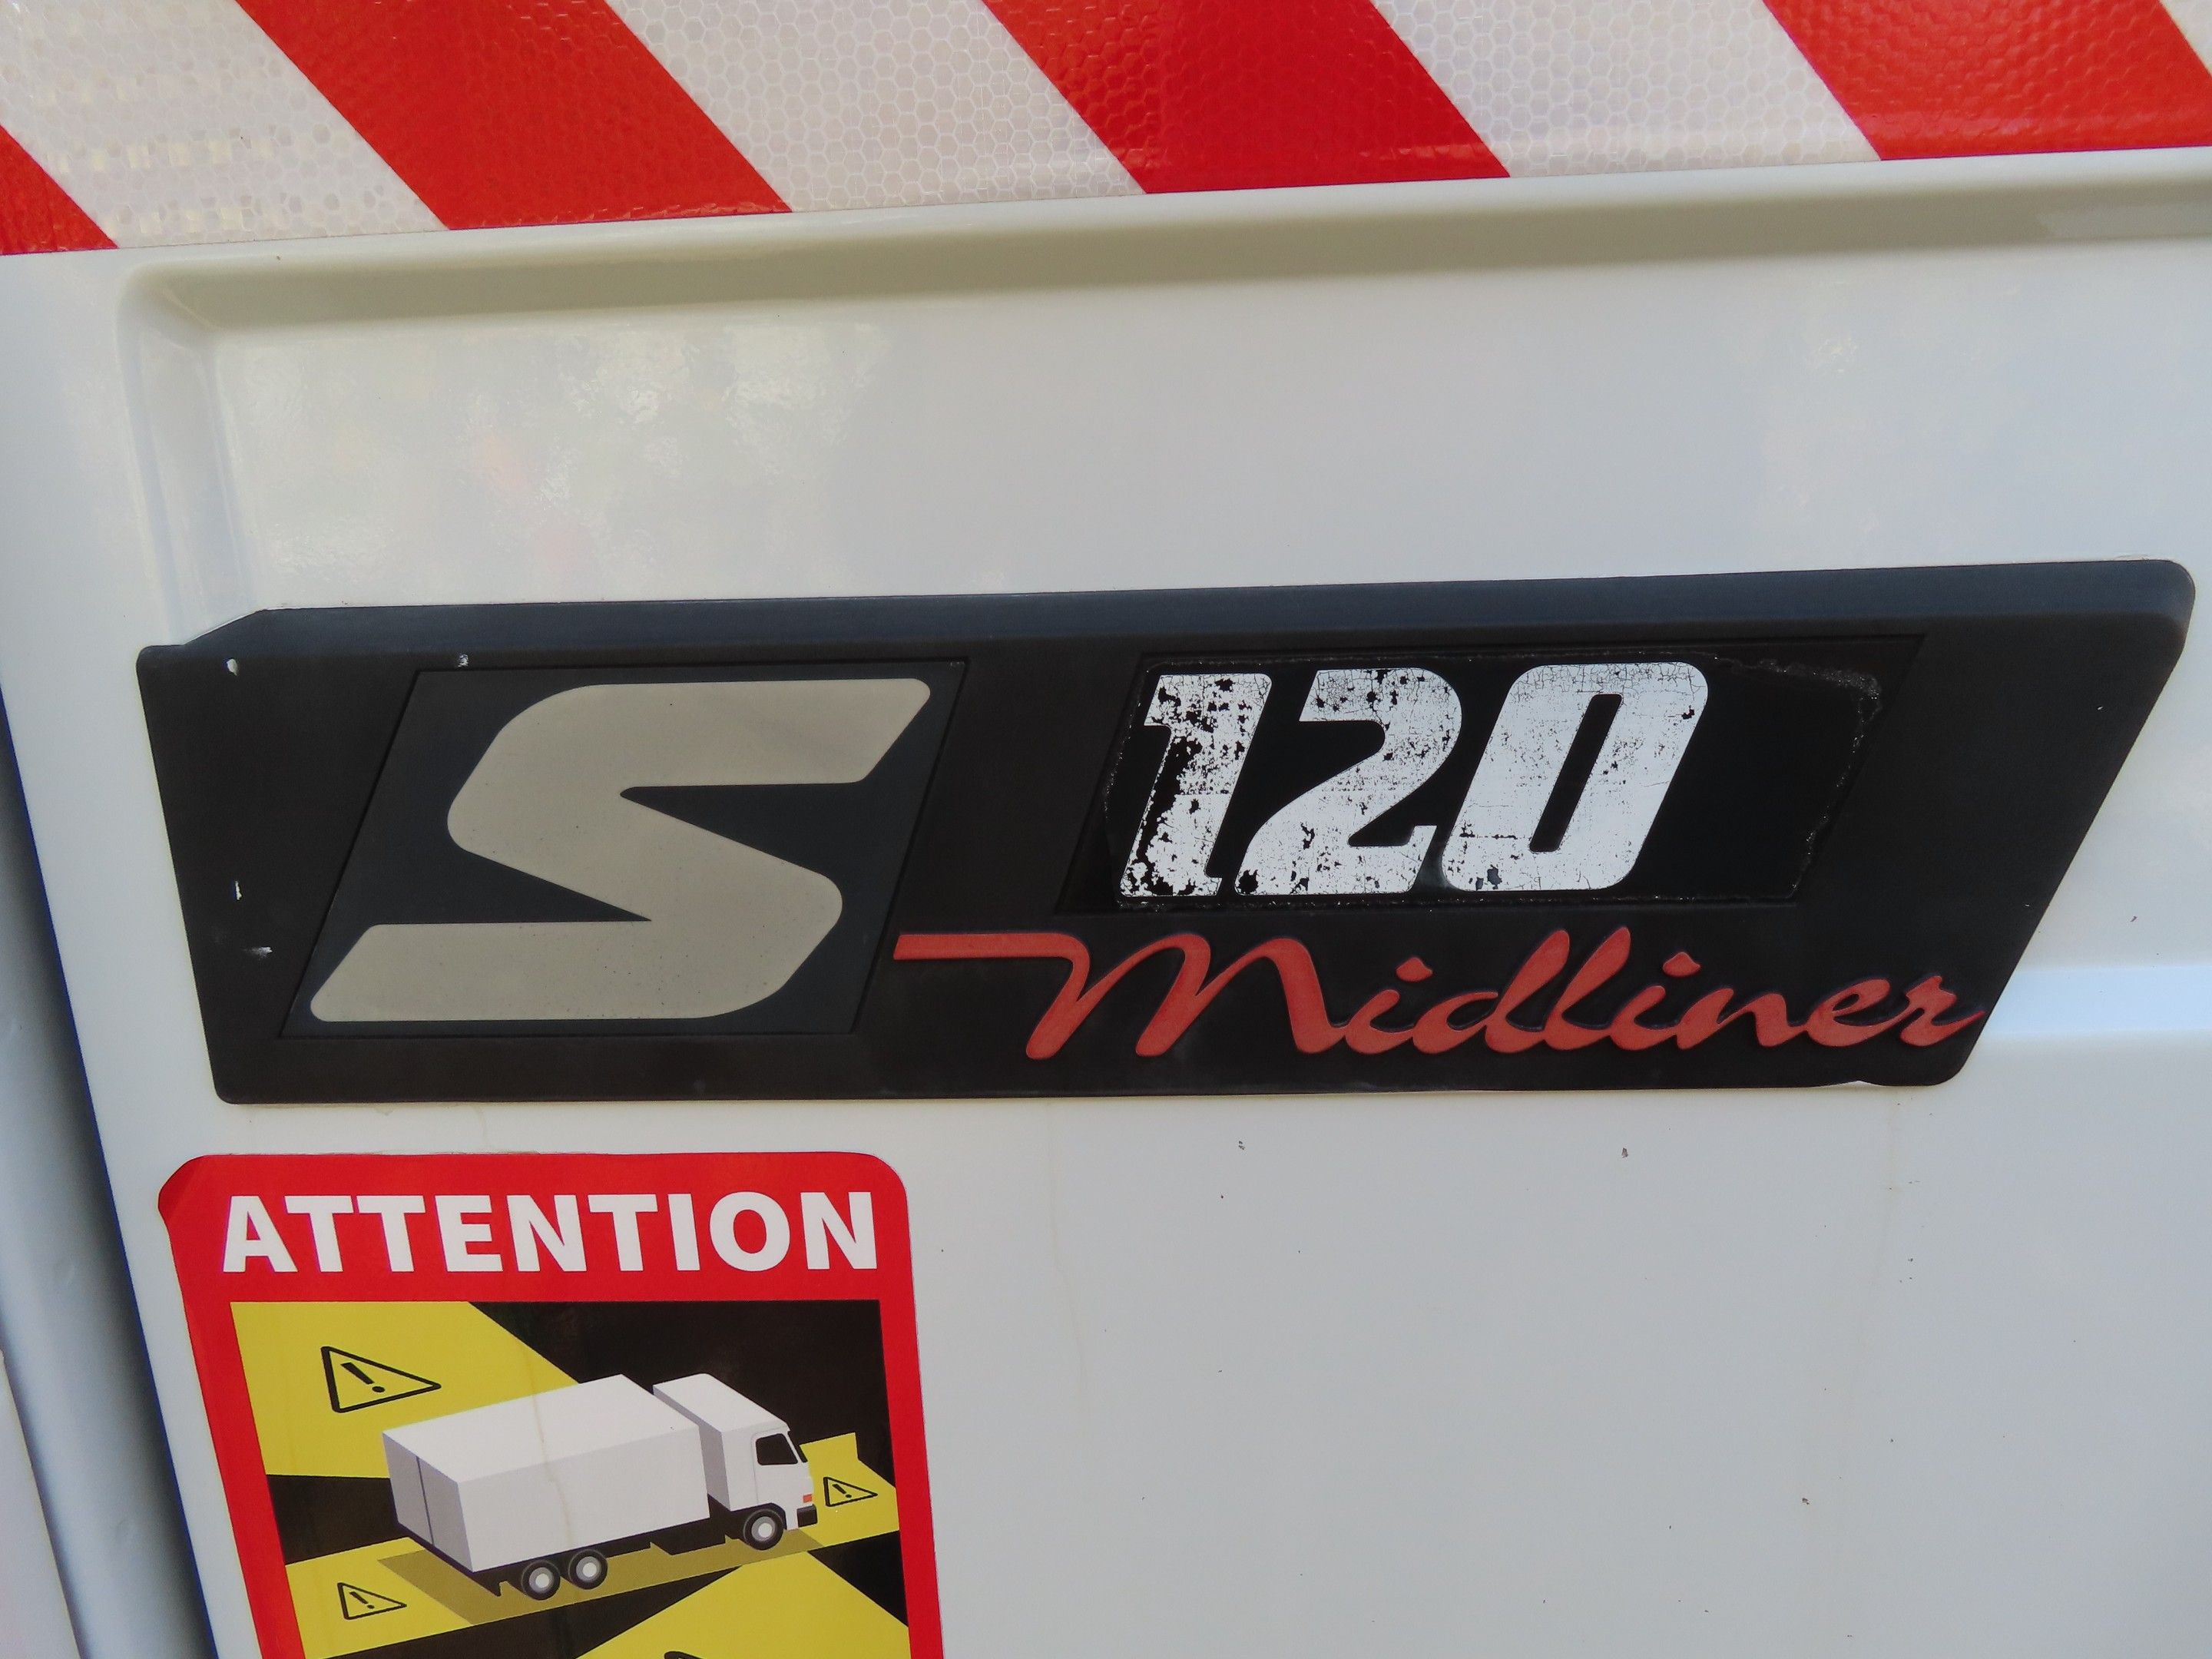 S 120
Midliner
ATTENTION